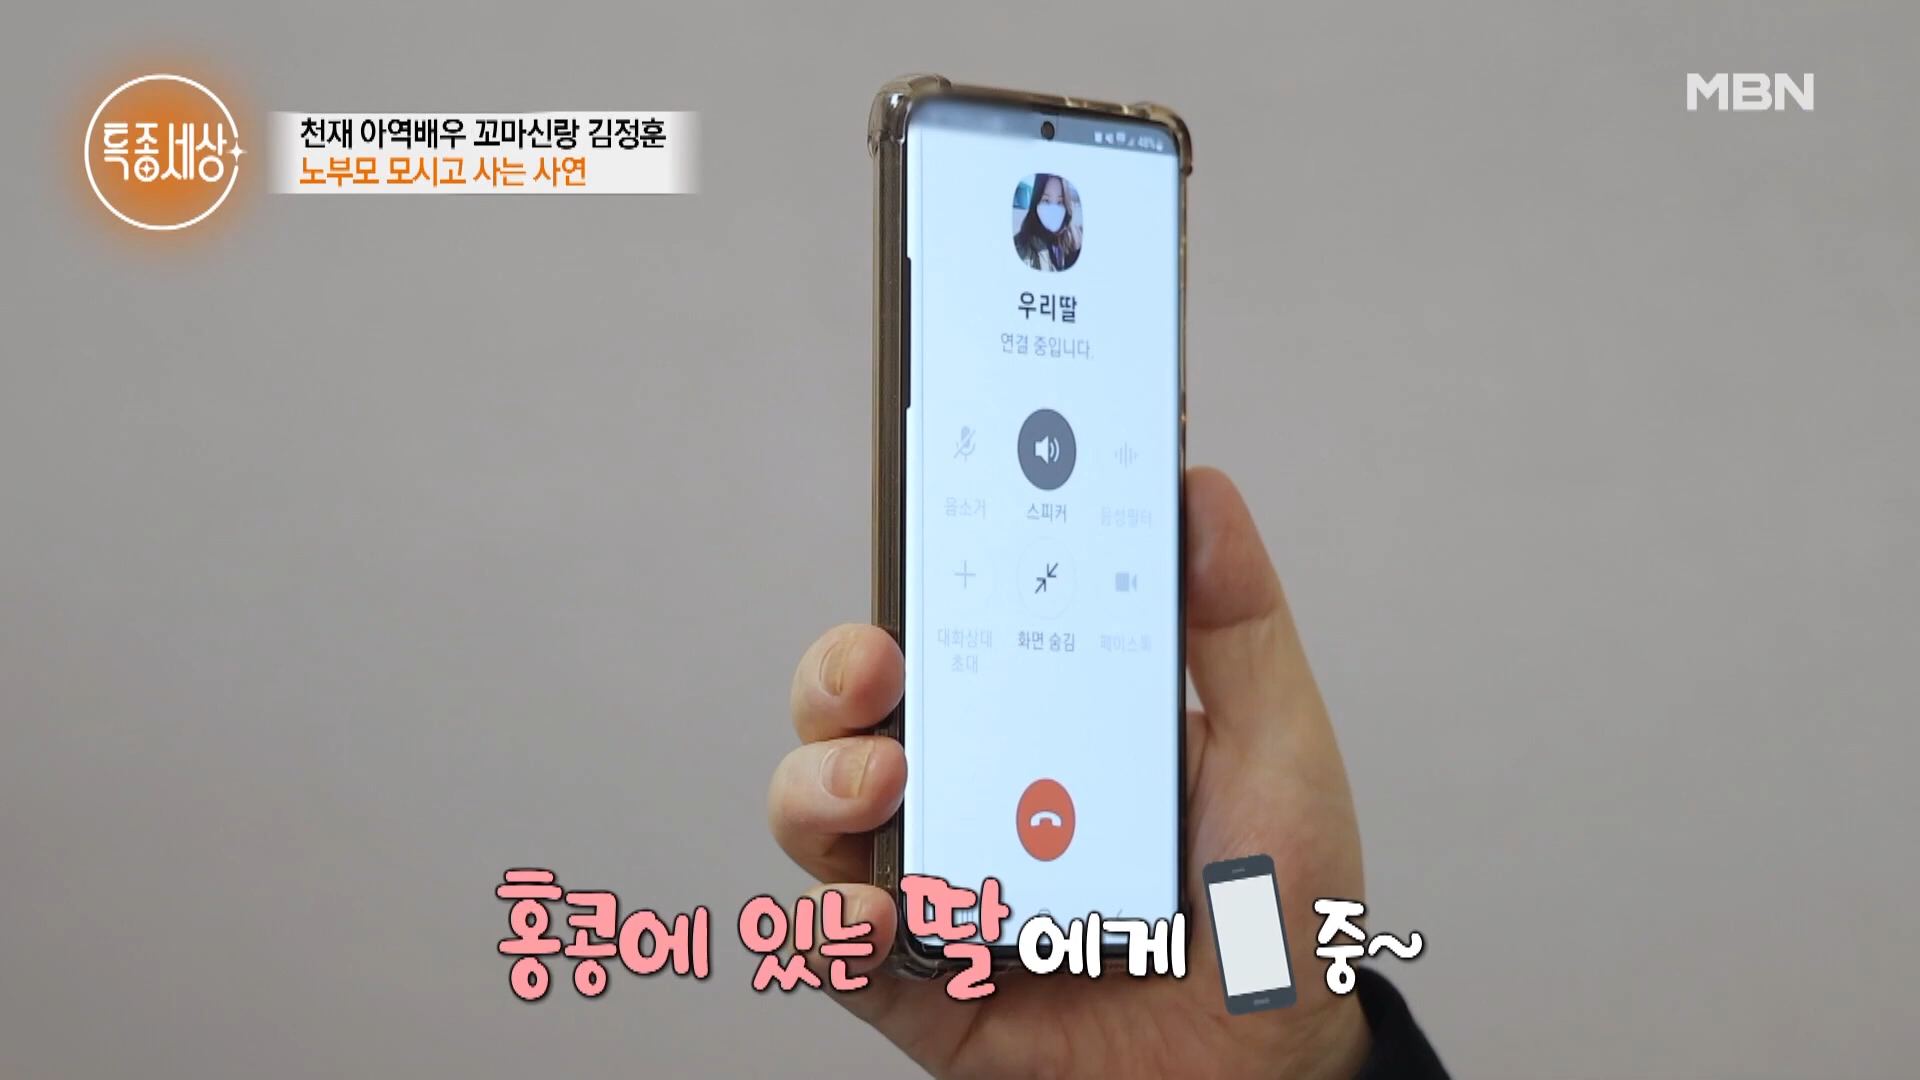 특종세상
천재 아역배우 꼬마신랑 김정훈
노부모 모시고 사는 사연
MBN
48%
우리딸
연결 중입니다.
음소거
스피커
음성필터
대화상대
초대
화면 숨김
페이스톡
홍콩에 있는 딸에게 중~